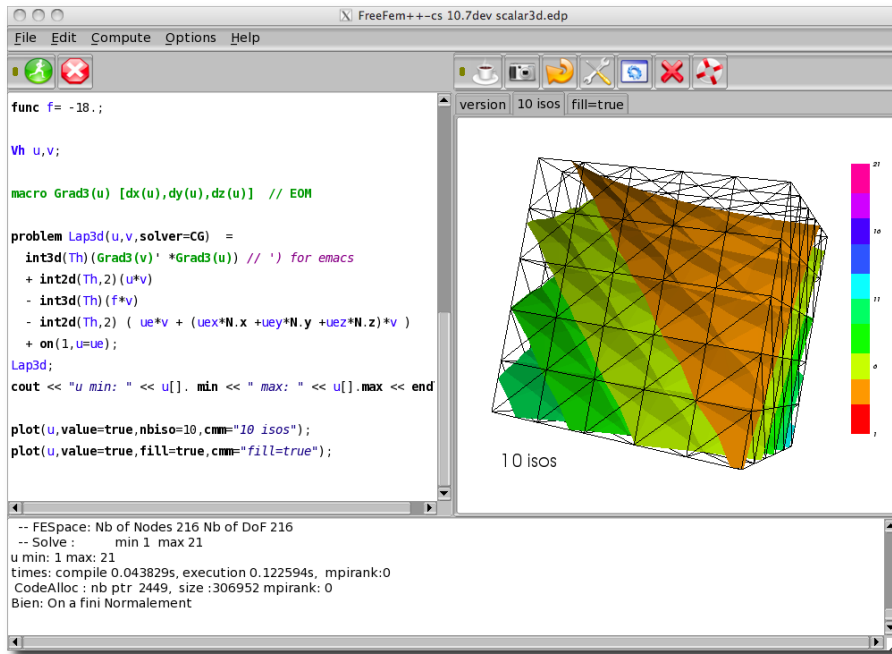 FreeFem++-cs 10.7dev scalar3d.edp
File Edit Compute Options Help
func f= -18.;
Vh u,v;
macro Grad3(u) [dx(u),dy(u),dz(u)]  // EOM
problem Lap3d(u,v,solver=CG)  =
int3d(Th)(Grad3(v)' *Grad3(u)) // ') for emacs
+ int2d(Th,2)(u*v)
- int3d(Th)(f*v)
- int2d(Th,2) ( ue*v + (uex*N.x +uey*N.y +uez*N.z)*v )
+ on(1,u=ue);
Lap3d;
cout << "u min: " << u[]. min << " max: " << u[].max << endl
plot(u,value=true,nbiso=10,cmm="10 isos");
plot(u,value=true,fill=true,cmm="fill=true");
version 10 isos fill=true
21
16
11
6
1
10 isos
-- FESpace: Nb of Nodes 216 Nb of DoF 216
-- Solve :          min 1  max 21
u min: 1 max: 21
times: compile 0.043829s, execution 0.122594s,  mpirank:0
CodeAlloc : nb ptr  2449,  size :306952 mpirank: 0
Bien: On a fini Normalement